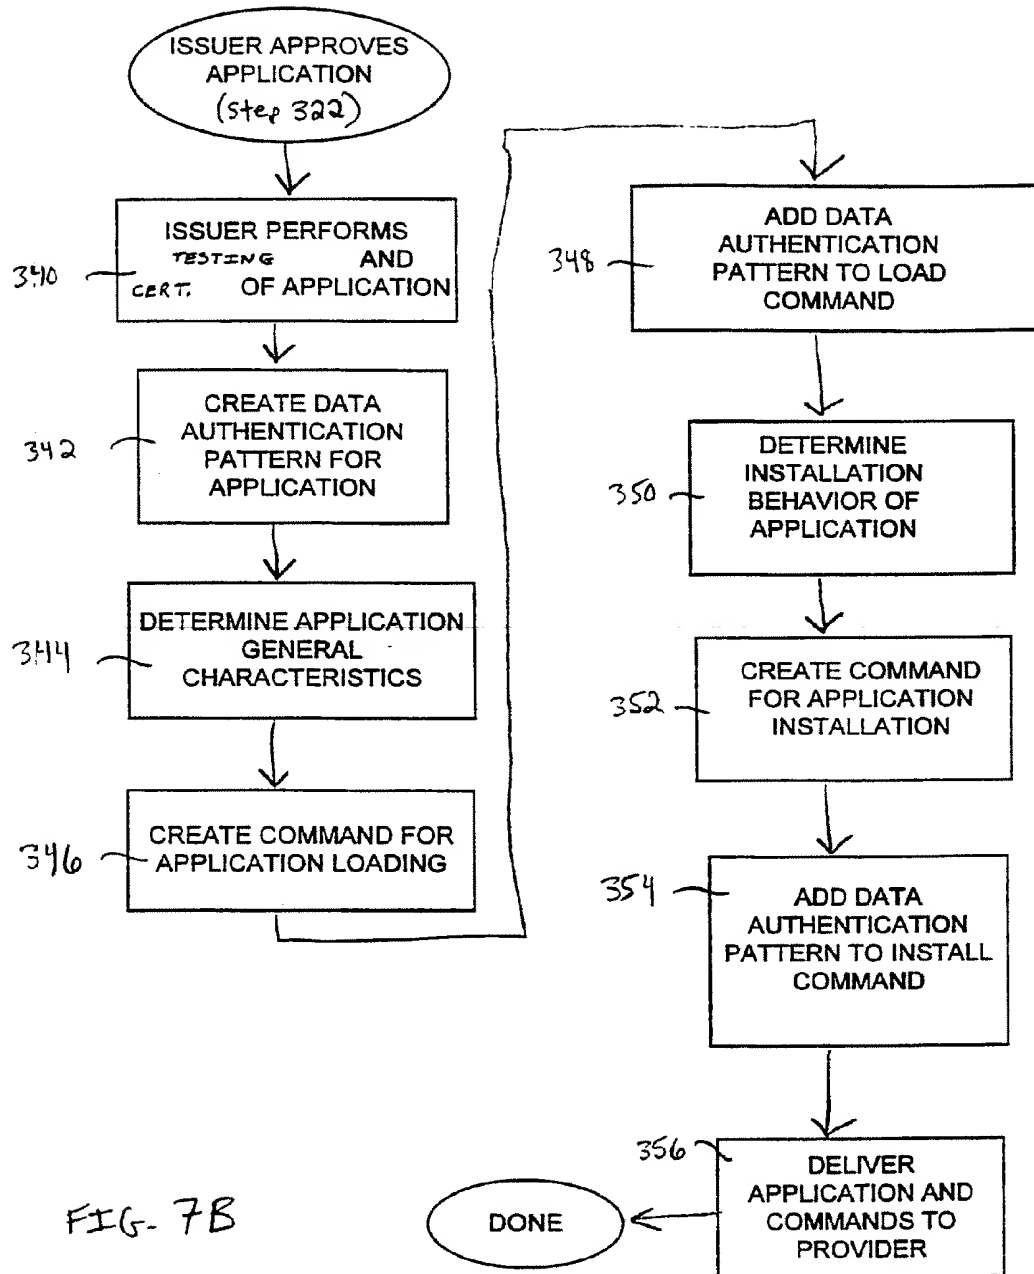 ISSUER APPROVES
APPLICATION
(step 322)
340
ISSUER PERFORMS
TESTING AND
CERT. OF APPLICATION
342
CREATE DATA
AUTHENTICATION
PATTERN FOR
APPLICATION
344
DETERMINE APPLICATION
GENERAL
CHARACTERISTICS
346
CREATE COMMAND FOR
APPLICATION LOADING
348
ADD DATA
AUTHENTICATION
PATTERN TO LOAD
COMMAND
350
DETERMINE
INSTALLATION
BEHAVIOR OF
APPLICATION
352
CREATE COMMAND
FOR APPLICATION
INSTALLATION
354
ADD DATA
AUTHENTICATION
PATTERN TO INSTALL
COMMAND
356
DELIVER
APPLICATION AND
COMMANDS TO
PROVIDER
DONE
FIG- 7B